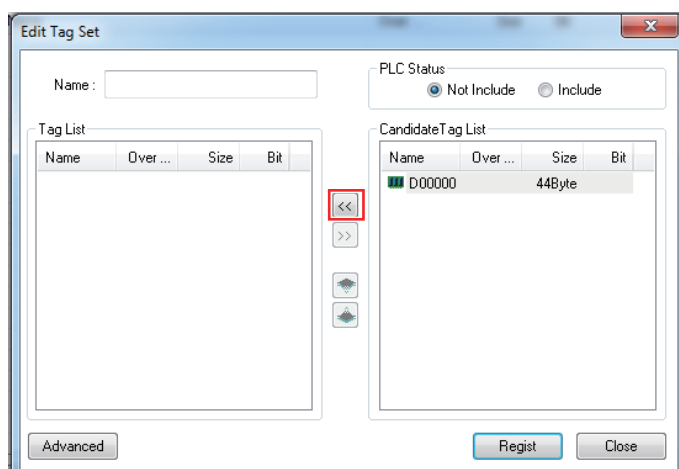 Edit Tag Set
x
Name :
PLC Status
Not Include Include
Tag List
Name Over ... Size Bit
<<
>>
CandidateTag List
Name Over ... Size Bit
D00000 44Byte
Advanced
Regist Close